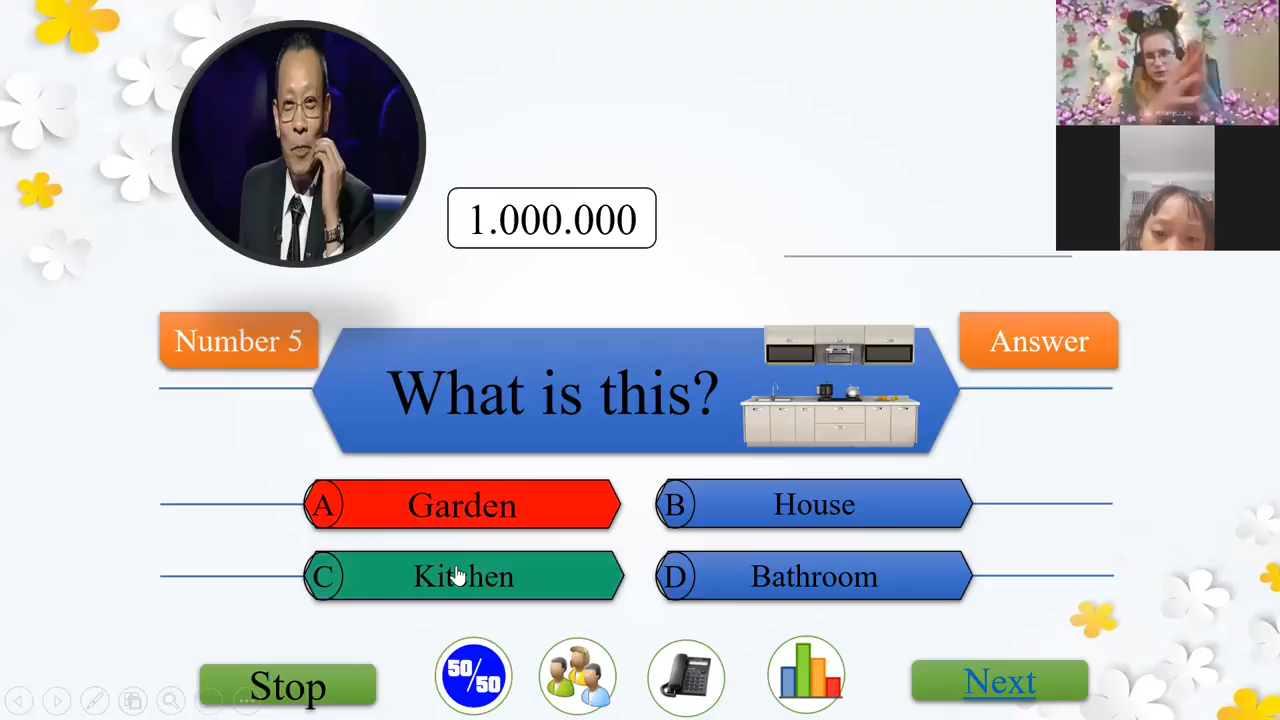 1.000.000
Number 5
What is this?
Answer
A Garden
B House
C Kitchen
D Bathroom
Stop
50/50
Next